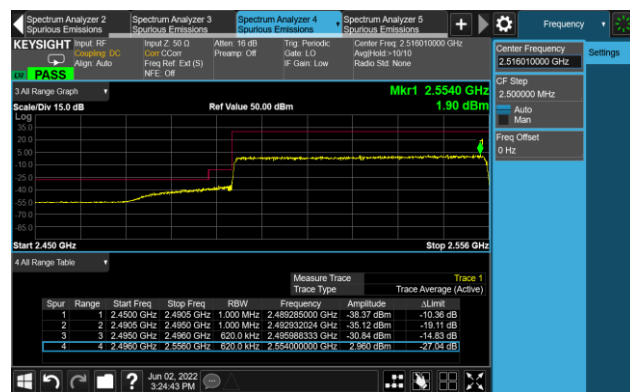 Spectrum Analyzer 2
Spurious Emissions
Spectrum Analyzer 3
Spurious Emissions
Spectrum Analyzer 4
Spurious Emissions
Spectrum Analyzer 5
Spurious Emissions
Frequency
KEYSIGHT
Input: RF
Coupling: DC
Align: Auto
Input Z: 50 Ω
Corr CCorr
Freq Ref: Ext (S)
NFE: Off
Atten: 16 dB
Preamp: Off
Trig: Periodic
Gate: LO
IF Gain: Low
Center Freq: 2.516010000 GHz
Avg|Hold:>10/10
Radio Std: None
PASS
Center Frequency
2.516010000 GHz
Settings
CF Step
2.500000 MHz
Auto
Man
Freq Offset
0 Hz
3 All Range Graph
Mkr1 2.5540 GHz
1.90 dBm
Scale/Div 15.0 dB
Ref Value 50.00 dBm
Log
35.0
20.0
5.00
-10.0
-25.0
-40.0
-55.0
-70.0
-85.0
Start 2.450 GHz
Stop 2.556 GHz
4 All Range Table
Measure Trace Trace 1
Trace Type Trace Average (Active)
Spur Range Start Freq Stop Freq RBW Frequency Amplitude ΔLimit
1 1 2.4500 GHz 2.4905 GHz 1.000 MHz 2.489285000 GHz -38.37 dBm -10.36 dB
2 2 2.4905 GHz 2.4950 GHz 1.000 MHz 2.492932024 GHz -35.12 dBm -19.11 dB
3 3 2.4950 GHz 2.4960 GHz 620.0 kHz 2.495988333 GHz -30.84 dBm -14.83 dB
4 4 2.4960 GHz 2.5560 GHz 620.0 kHz 2.554000000 GHz 2.960 dBm -27.04 dB
Jun 02, 2022
3:24:43 PM